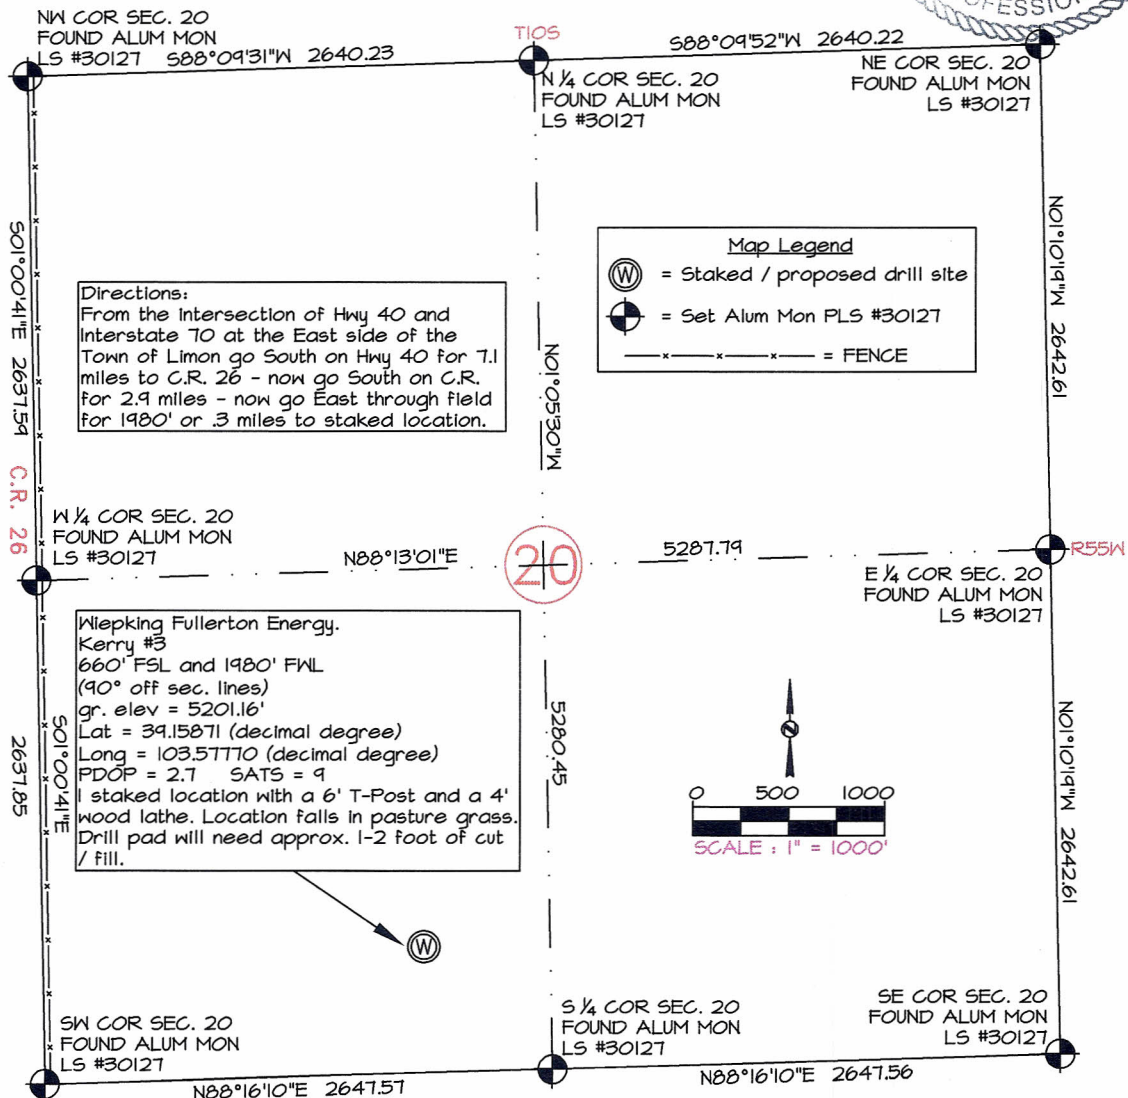 OFESSION
NW COR SEC. 20
FOUND ALUM MON
LS #30127 S88°09'31"W 2640.23
T10S
S88°09'52"W 2640.22
N 1/4 COR SEC. 20
FOUND ALUM MON
LS #30127
NE COR SEC. 20
FOUND ALUM MON
LS #30127
S01°00'41"E 2637.59
C.R. 26
Directions:
From the intersection of Hwy 40 and
Interstate 70 at the East side of the
Town of Limon go South on Hwy 40 for 7.1
miles to C.R. 26 - now go South on C.R.
for 2.9 miles - now go East through field
for 1980' or .3 miles to staked location.
N01°05'30"W
Map Legend
W = Staked / proposed drill site
= Set Alum Mon PLS #30127
= FENCE
N01°10'19"W 2642.61
W 1/4 COR SEC. 20
FOUND ALUM MON
LS #30127
N88°13'01"E
20
5287.79
R55W
E 1/4 COR SEC. 20
FOUND ALUM MON
LS #30127
Wiepking Fullerton Energy.
Kerry #3
660' FSL and 1980' FWL
(90° off sec. lines)
gr. elev = 5201.16'
Lat = 39.15871 (decimal degree)
Long = 103.57770 (decimal degree)
PDOP = 2.7 SATS = 9
I staked location with a 6' T-Post and a 4'
wood lathe. Location falls in pasture grass.
Drill pad will need approx. 1-2 foot of cut
/ fill.
S01°00'41"E
2637.85
5280.45
N
0 500 1000
SCALE : 1" = 1000'
N01°10'19"W 2642.61
W
SW COR SEC. 20
FOUND ALUM MON
LS #30127
N88°16'10"E 2647.57
S 1/4 COR SEC. 20
FOUND ALUM MON
LS #30127
N88°16'10"E 2647.56
SE COR SEC. 20
FOUND ALUM MON
LS #30127